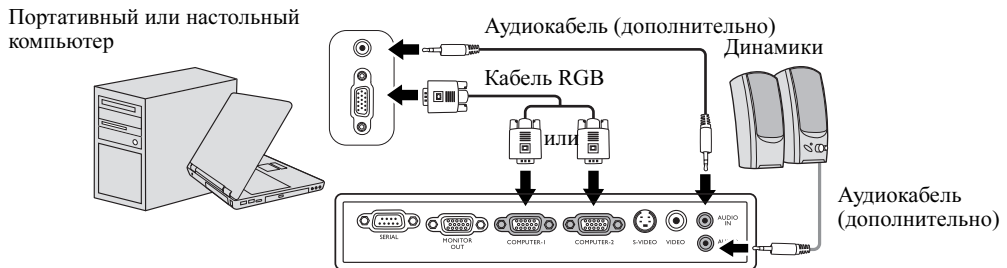 Портативный или настольный
компьютер
Аудиокабель (дополнительно)
Динамики
Кабель RGB
или
Аудиокабель
(дополнительно)
SERIAL
MONITOR
OUT
COMPUTER-1
COMPUTER-2
S-VIDEO
VIDEO
AUDIO
IN